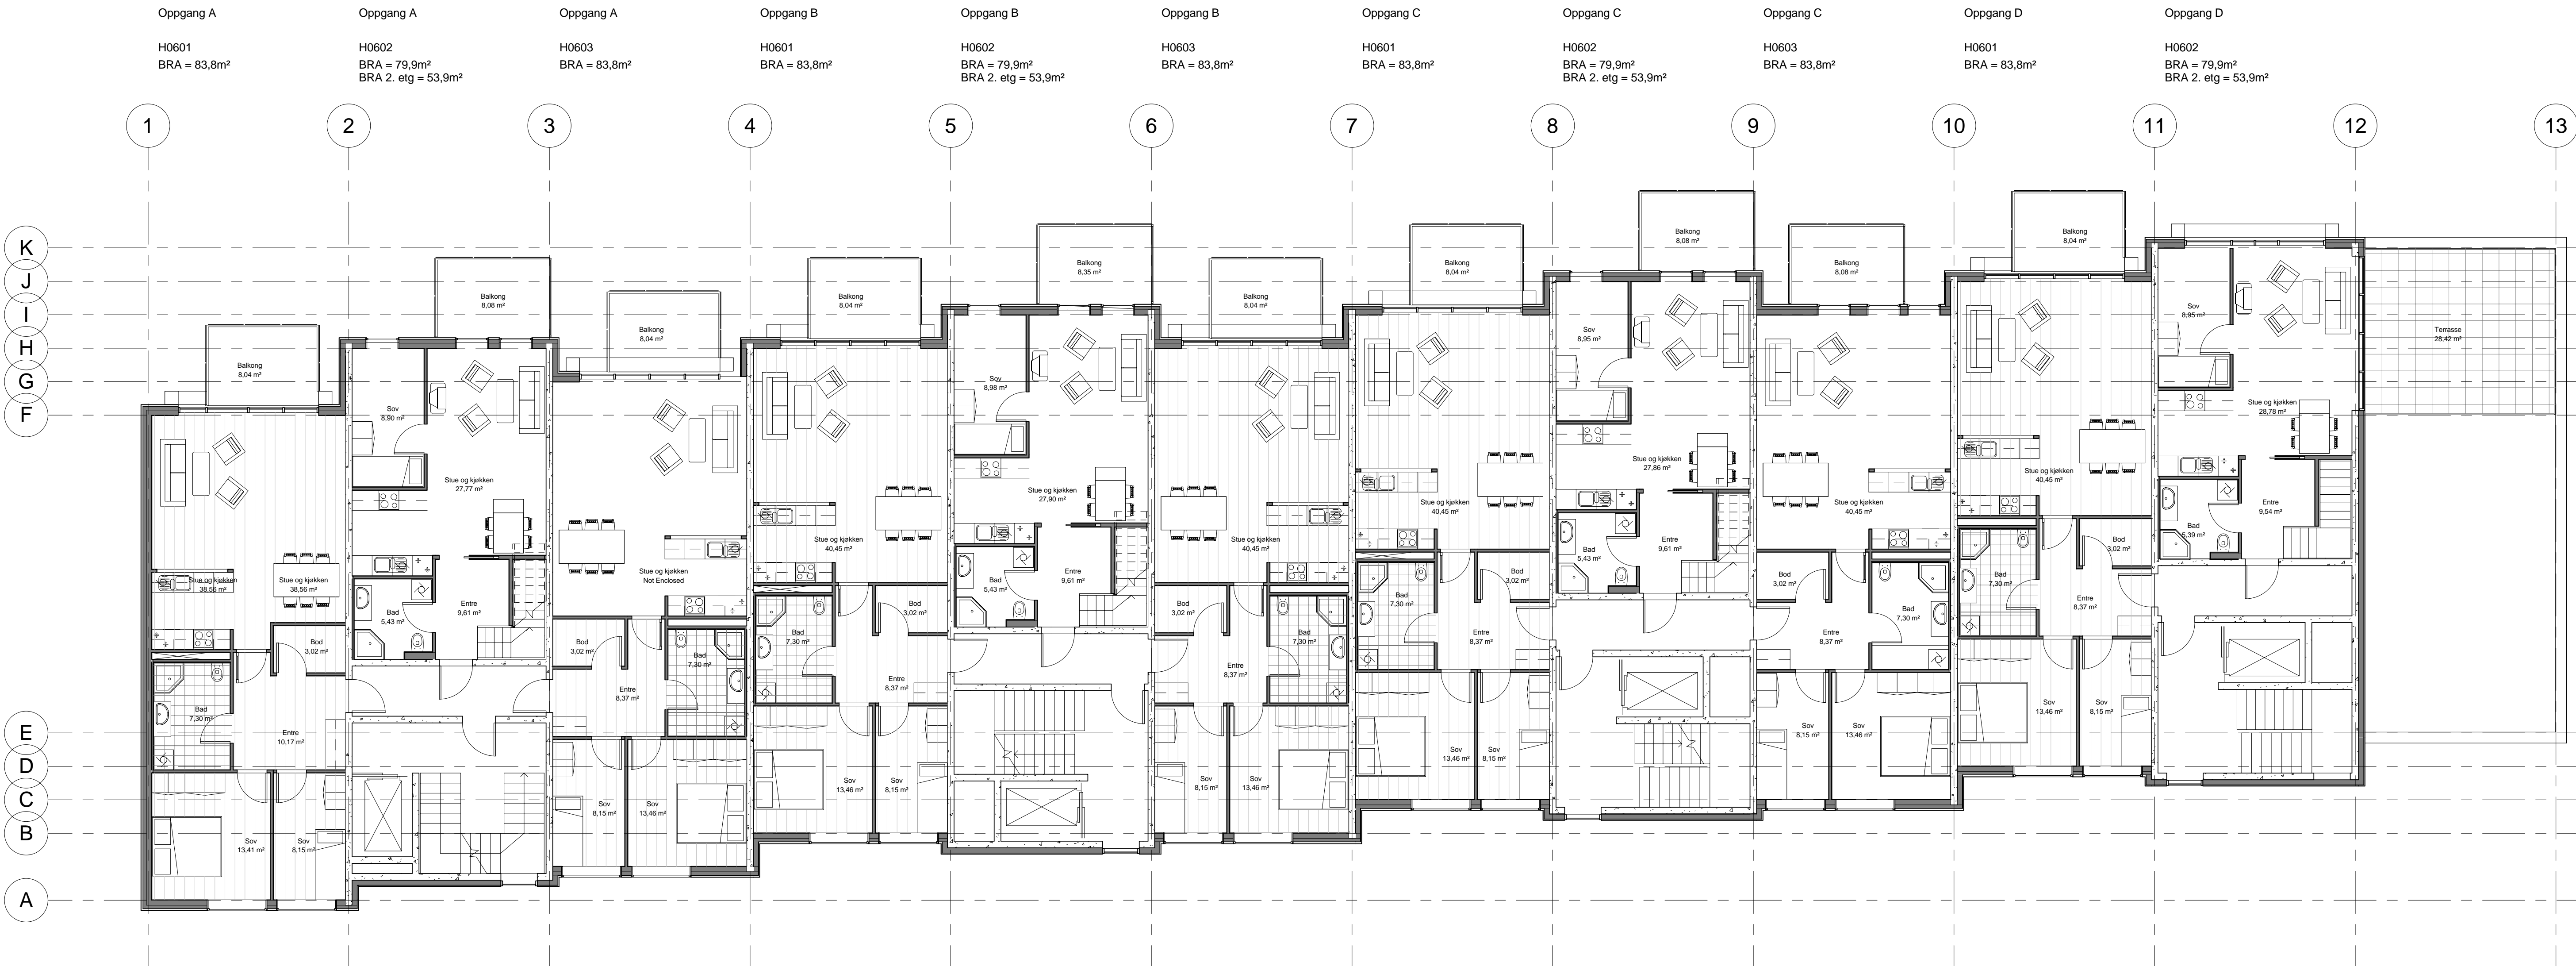 Oppgang A
H0601
BRA = 83,8m²
Oppgang A
H0602
BRA = 79,9m²
BRA 2. etg = 53,9m²
Oppgang A
H0603
BRA = 83,8m²
Oppgang B
H0601
BRA = 83,8m²
Oppgang B
H0602
BRA = 79,9m²
BRA 2. etg = 53,9m²
Oppgang B
H0603
BRA = 83,8m²
Oppgang C
H0601
BRA = 83,8m²
Oppgang C
H0602
BRA = 79,9m²
BRA 2. etg = 53,9m²
Oppgang C
H0603
BRA = 83,8m²
Oppgang D
H0601
BRA = 83,8m²
Oppgang D
H0602
BRA = 79,9m²
BRA 2. etg = 53,9m²
1
2
3
4
5
6
7
8
9
10
11
12
13
K
J
I
H
G
F
E
D
C
B
A
Balkong
8,04 m²
Stue og kjøkken
38,56 m²
Stue og kjøkken
38,56 m²
Bod
3,02 m²
Bad
7,30 m²
Entre
10,17 m²
Sov
13,41 m²
Sov
8,15 m²
Balkong
8,08 m²
Sov
8,90 m²
Stue og kjøkken
27,77 m²
Bad
5,43 m²
Entre
9,61 m²
Balkong
8,04 m²
Stue og kjøkken
Not Enclosed
Bod
3,02 m²
Bad
7,30 m²
Entre
8,37 m²
Sov
8,15 m²
Sov
13,46 m²
Balkong
8,04 m²
Stue og kjøkken
40,45 m²
Bod
3,02 m²
Bad
7,30 m²
Entre
8,37 m²
Sov
13,46 m²
Sov
8,15 m²
Balkong
8,35 m²
Sov
8,98 m²
Stue og kjøkken
27,90 m²
Bad
5,43 m²
Entre
9,61 m²
Balkong
8,04 m²
Stue og kjøkken
40,45 m²
Bod
3,02 m²
Bad
7,30 m²
Entre
8,37 m²
Sov
8,15 m²
Sov
13,46 m²
Balkong
8,04 m²
Stue og kjøkken
40,45 m²
Bod
3,02 m²
Bad
7,30 m²
Entre
8,37 m²
Sov
13,46 m²
Sov
8,15 m²
Balkong
8,08 m²
Sov
8,95 m²
Stue og kjøkken
27,86 m²
Bad
5,43 m²
Entre
9,61 m²
Balkong
8,08 m²
Stue og kjøkken
40,45 m²
Bod
3,02 m²
Bad
7,30 m²
Entre
8,37 m²
Sov
8,15 m²
Sov
13,46 m²
Balkong
8,04 m²
Stue og kjøkken
40,45 m²
Bod
3,02 m²
Bad
7,30 m²
Entre
8,37 m²
Sov
13,46 m²
Sov
8,15 m²
Sov
8,95 m²
Stue og kjøkken
28,78 m²
Bad
5,39 m²
Entre
9,54 m²
Terrasse
28,42 m²